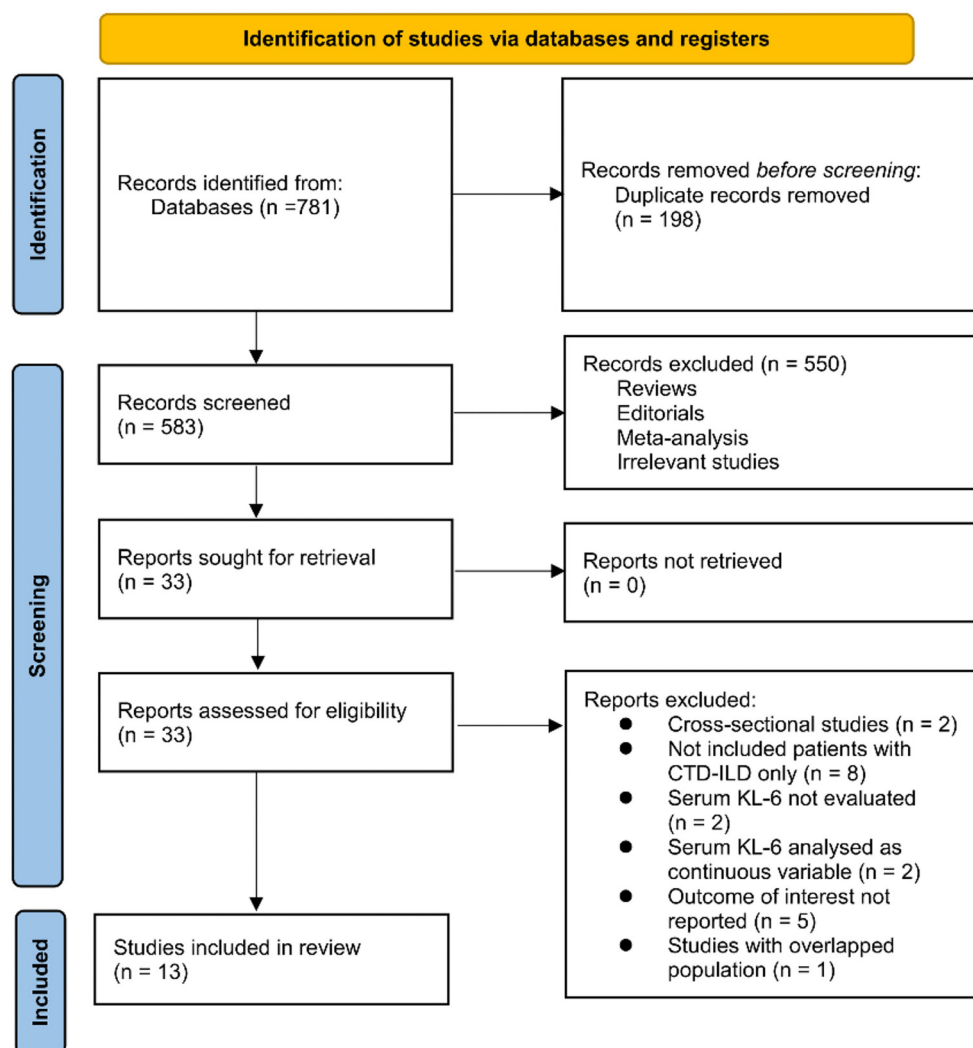 Identification of studies via databases and registers
Identification
Records identified from:
Databases (n =781)
Records removed before screening:
Duplicate records removed
(n = 198)
Screening
Records screened
(n = 583)
Records excluded (n = 550)
Reviews
Editorials
Meta-analysis
Irrelevant studies
Reports sought for retrieval
(n = 33)
Reports not retrieved
(n = 0)
Reports assessed for eligibility
(n = 33)
Reports excluded:
● Cross-sectional studies (n = 2)
● Not included patients with
CTD-ILD only (n = 8)
● Serum KL-6 not evaluated
(n = 2)
● Serum KL-6 analysed as
continuous variable (n = 2)
● Outcome of interest not
reported (n = 5)
● Studies with overlapped
population (n = 1)
Included
Studies included in review
(n = 13)